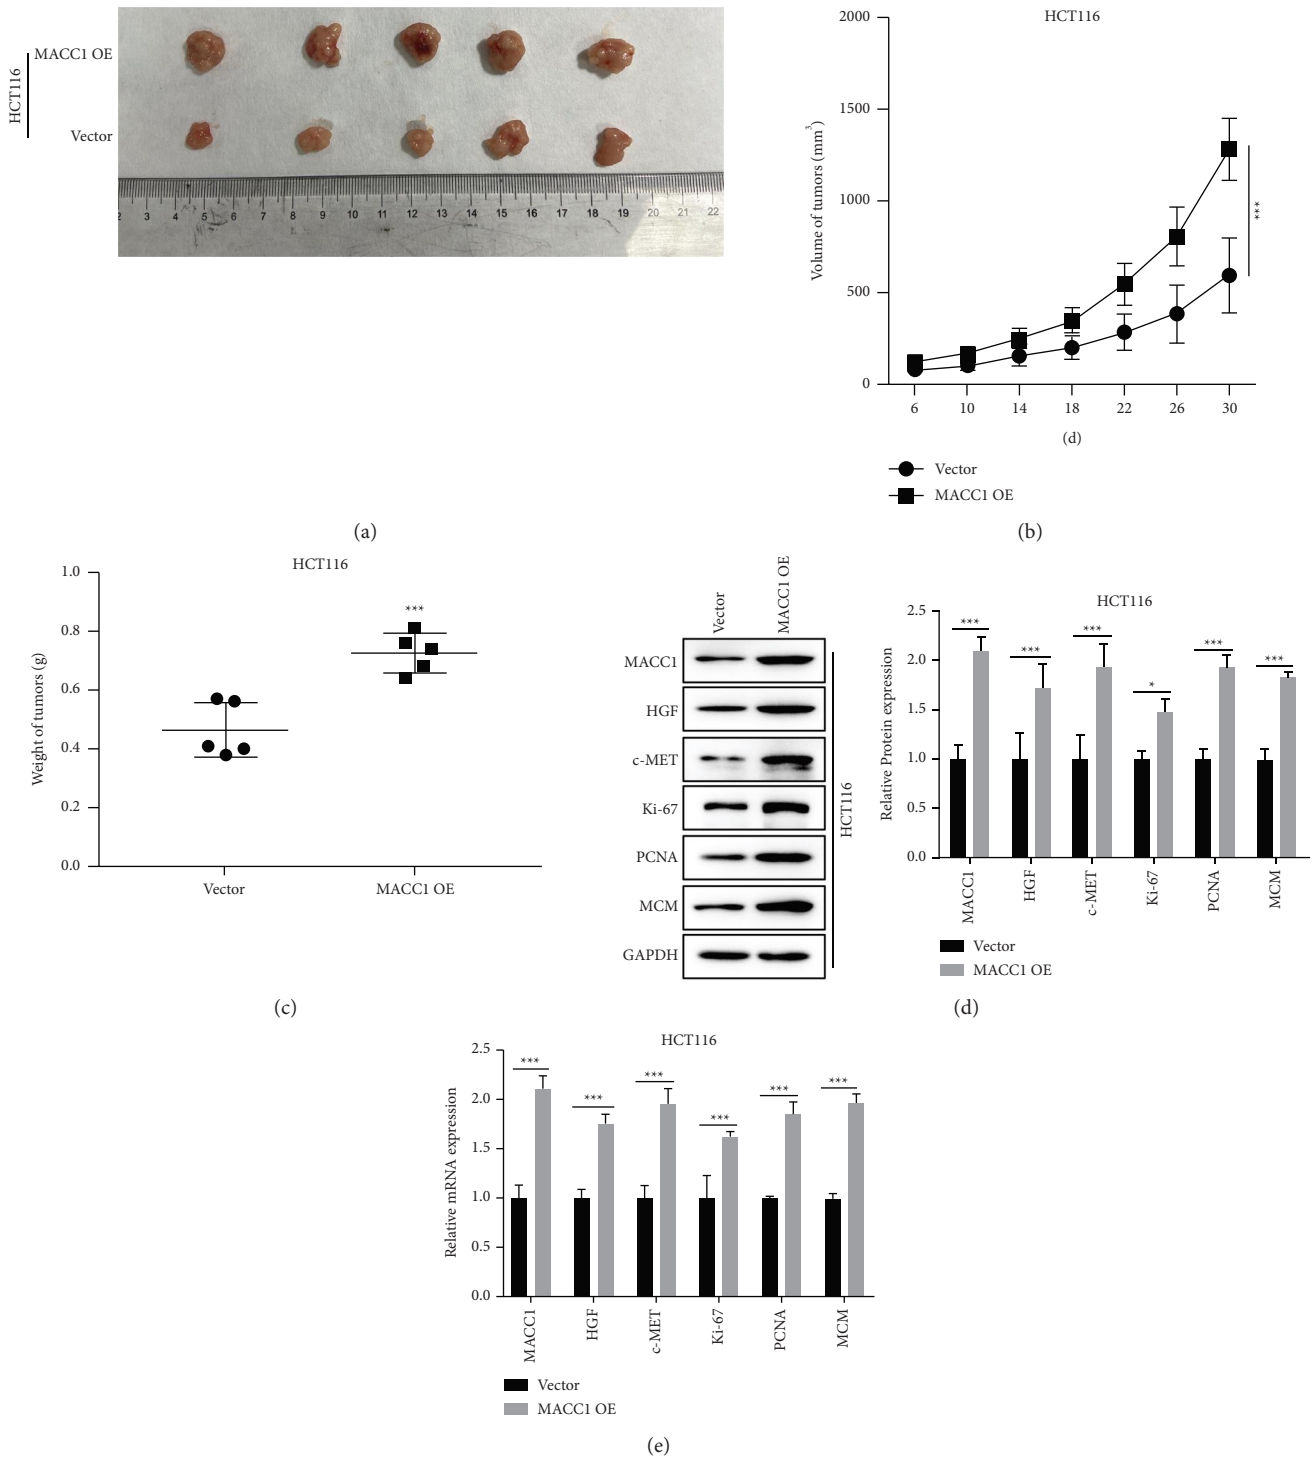 HCT116
MACC1 OE
Vector
2 3 4 5 6 7 8 9 10 11 12 13 14 15 16 17 18 19 20 21 22
(a)
HCT116
Volume of tumors (mm³)
2000
1500
1000
500
0
***
6 10 14 18 22 26 30
(d)
Vector
MACC1 OE
(b)
HCT116
Weight of tumors (g)
1.0
0.8
0.6
0.4
0.2
0.0
***
Vector MACC1 OE
(c)
Vector MACC1 OE
MACC1
HGF
c-MET
Ki-67
PCNA
MCM
GAPDH
HCT116
HCT116
Relative Protein expression
2.5
2.0
1.5
1.0
0.5
0.0
*** *** *** * *** ***
MACC1 HGF c-MET Ki-67 PCNA MCM
Vector
MACC1 OE
(d)
HCT116
Relative mRNA expression
2.5
2.0
1.5
1.0
0.5
0.0
*** *** *** *** *** ***
MACC1 HGF c-MET Ki-67 PCNA MCM
Vector
MACC1 OE
(e)